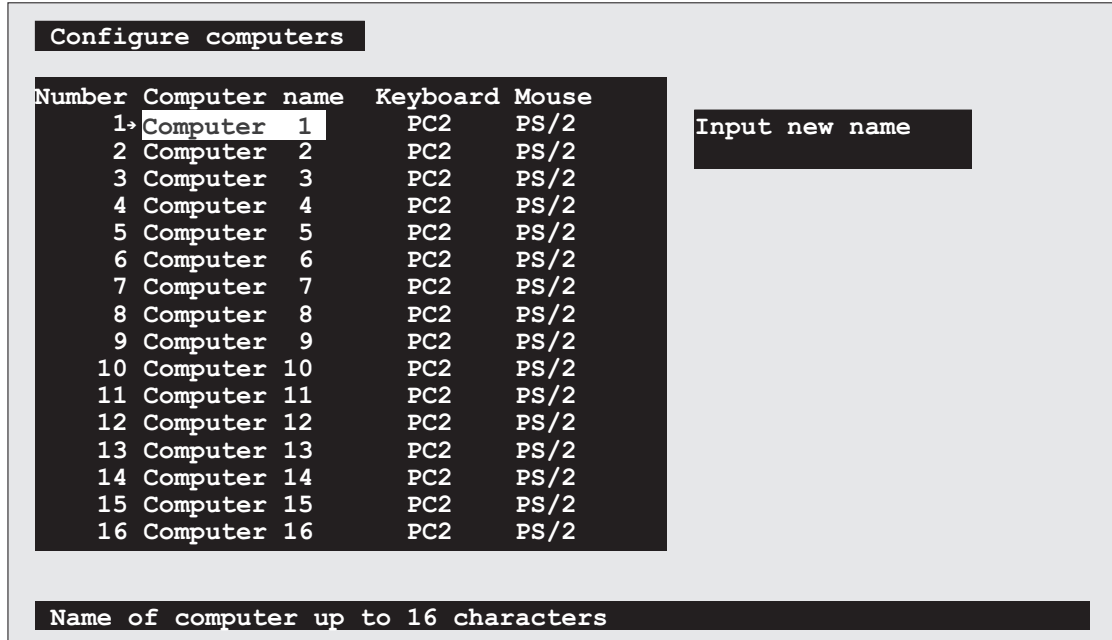 Configure computers
Number Computer name Keyboard Mouse
1→ Computer 1 PC2 PS/2
2 Computer 2 PC2 PS/2
3 Computer 3 PC2 PS/2
4 Computer 4 PC2 PS/2
5 Computer 5 PC2 PS/2
6 Computer 6 PC2 PS/2
7 Computer 7 PC2 PS/2
8 Computer 8 PC2 PS/2
9 Computer 9 PC2 PS/2
10 Computer 10 PC2 PS/2
11 Computer 11 PC2 PS/2
12 Computer 12 PC2 PS/2
13 Computer 13 PC2 PS/2
14 Computer 14 PC2 PS/2
15 Computer 15 PC2 PS/2
16 Computer 16 PC2 PS/2
Input new name
Name of computer up to 16 characters